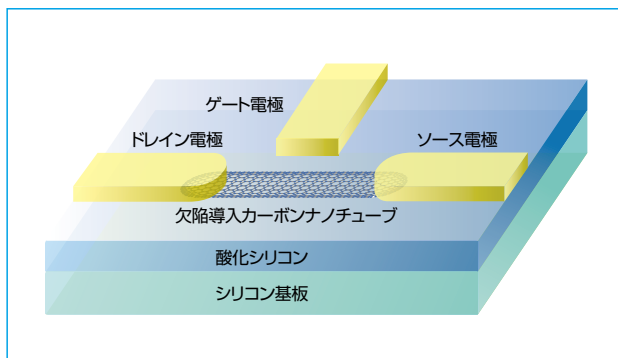 ゲート電極
ドレイン電極
ソース電極
欠陥導入カーボンナノチューブ
酸化シリコン
シリコン基板